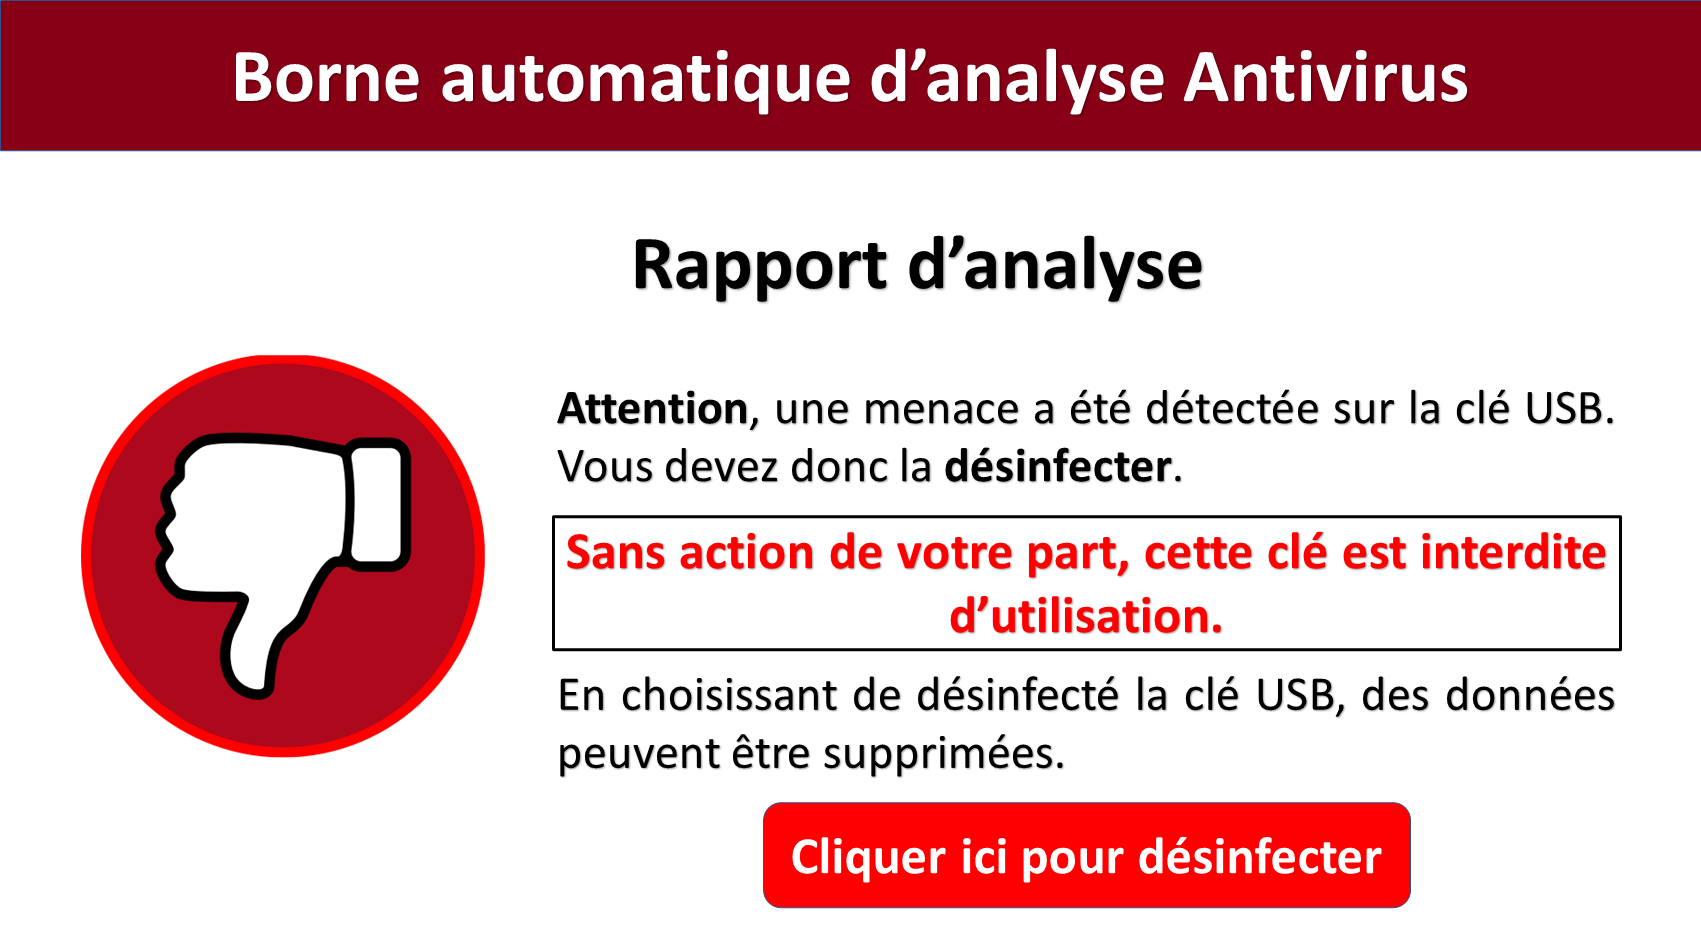 Borne automatique d’analyse Antivirus
Rapport d’analyse
Attention, une menace a été détectée sur la clé USB.
Vous devez donc la désinfecter.
Sans action de votre part, cette clé est interdite
d’utilisation.
En choisissant de désinfecté la clé USB, des données
peuvent être supprimées.
Cliquer ici pour désinfecter